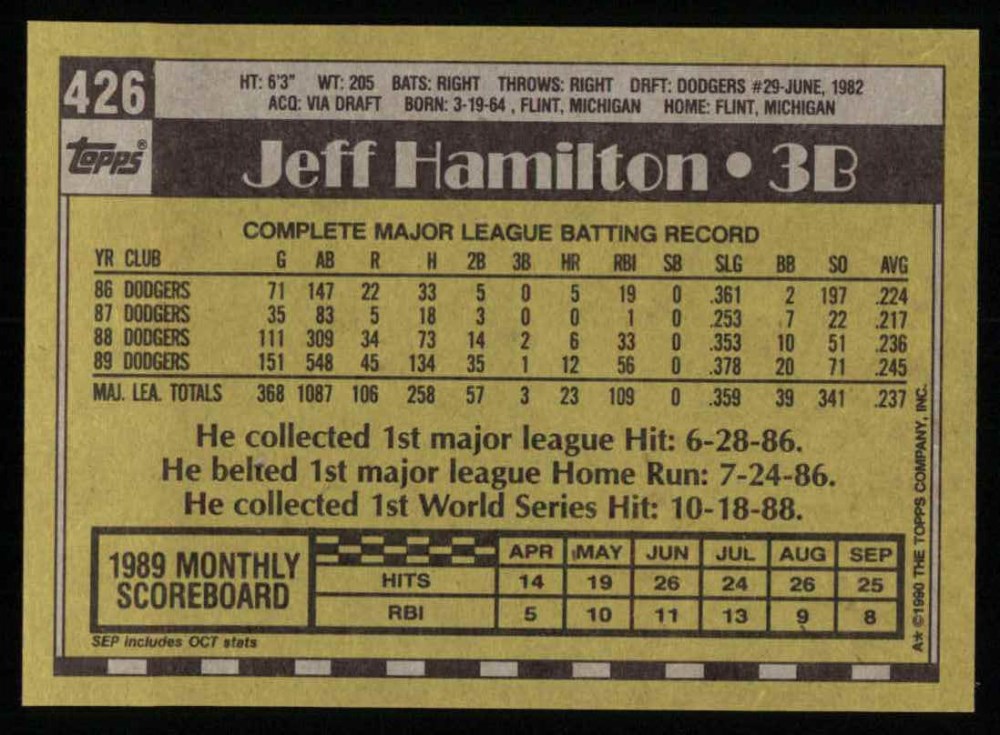 426
HT: 6'3" WT: 205 BATS: RIGHT THROWS: RIGHT DRFT: DODGERS #29-JUNE, 1982
ACQ: VIA DRAFT BORN: 3-19-64 , FLINT, MICHIGAN HOME: FLINT, MICHIGAN
topps®
Jeff Hamilton • 3B
COMPLETE MAJOR LEAGUE BATTING RECORD
YR CLUB G AB R H 2B 3B HR RBI SB SLG BB SO AVG
86 DODGERS 71 147 22 33 5 0 5 19 0 .361 2 197 .224
87 DODGERS 35 83 5 18 3 0 0 1 0 .253 7 22 .217
88 DODGERS 111 309 34 73 14 2 6 33 0 .353 10 51 .236
89 DODGERS 151 548 45 134 35 1 12 56 0 .378 20 71 .245
MAJ. LEA. TOTALS 368 1087 106 258 57 3 23 109 0 .359 39 341 .237
He collected 1st major league Hit: 6-28-86.
He belted 1st major league Home Run: 7-24-86.
He collected 1st World Series Hit: 10-18-88.
1989 MONTHLY
SCOREBOARD
APR MAY JUN JUL AUG SEP
HITS 14 19 26 24 26 25
RBI 5 10 11 13 9 8
SEP includes OCT stats
A* ©1990 THE TOPPS COMPANY, INC.